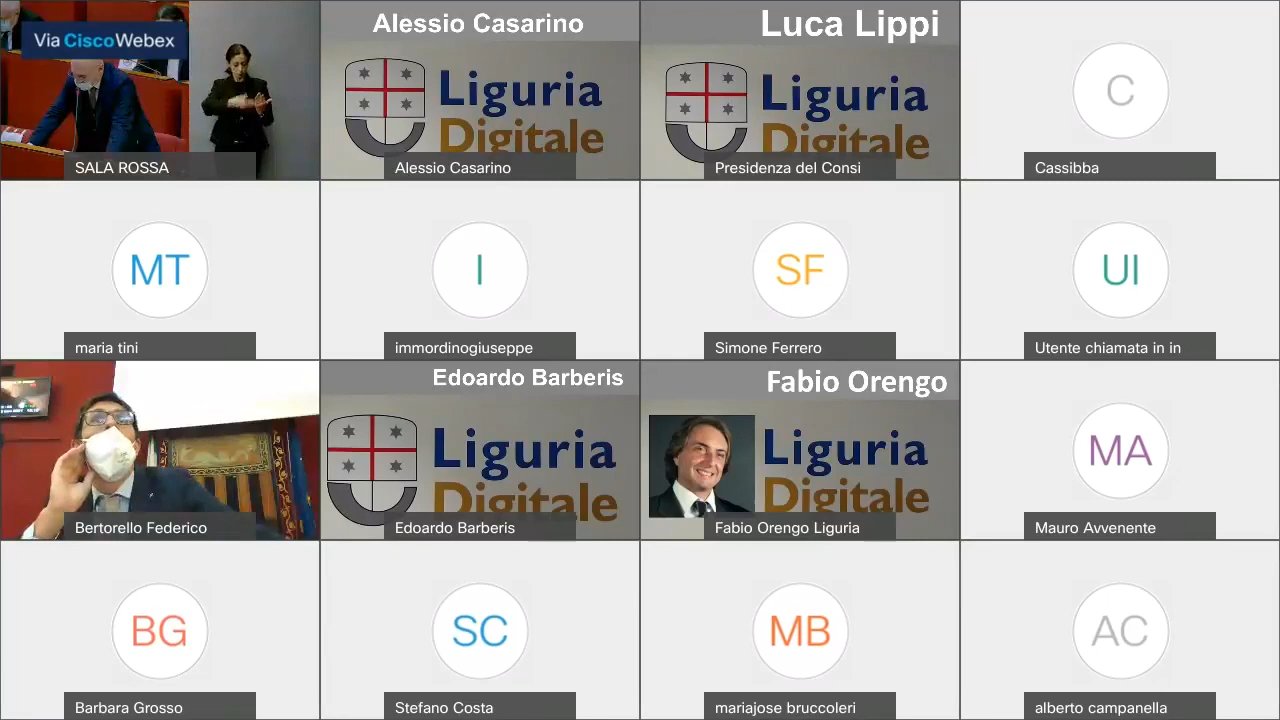 Via Cisco Webex
SALA ROSSA
Alessio Casarino
Liguria
Digitale
Alessio Casarino
Luca Lippi
Liguria
Digitale
Presidenza del Consi
C
Cassibba
MT
maria tini
I
immordinogiuseppe
SF
Simone Ferrero
UI
Utente chiamata in in
Bertorello Federico
Edoardo Barberis
Liguria
Digitale
Edoardo Barberis
Fabio Orengo
Liguria
Digitale
Fabio Orengo Liguria
MA
Mauro Avvenente
BG
Barbara Grosso
SC
Stefano Costa
MB
mariajose bruccoleri
AC
alberto campanella